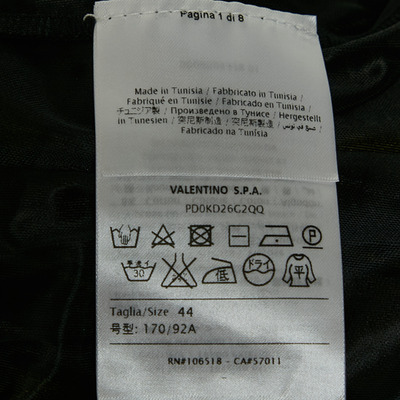 Pagina 1 di 8
Made in Tunisia / Fabbricato in Tunisia /
Fabriqué en Tunisie / Fabricado en Tunisia /
チュニジア製 / Произведено в Тунисе / Hergestellt
in Tunesien / 突尼斯制造 / 突尼斯製造 / صنع في تونس /
Fabricado na Tunísia
VALENTINO S.P.A.
PD0KD26C2QQ
P
30
低
ドライ
平
Taglia/Size 44
号型: 170/92A
RN#106518 - CA#57011